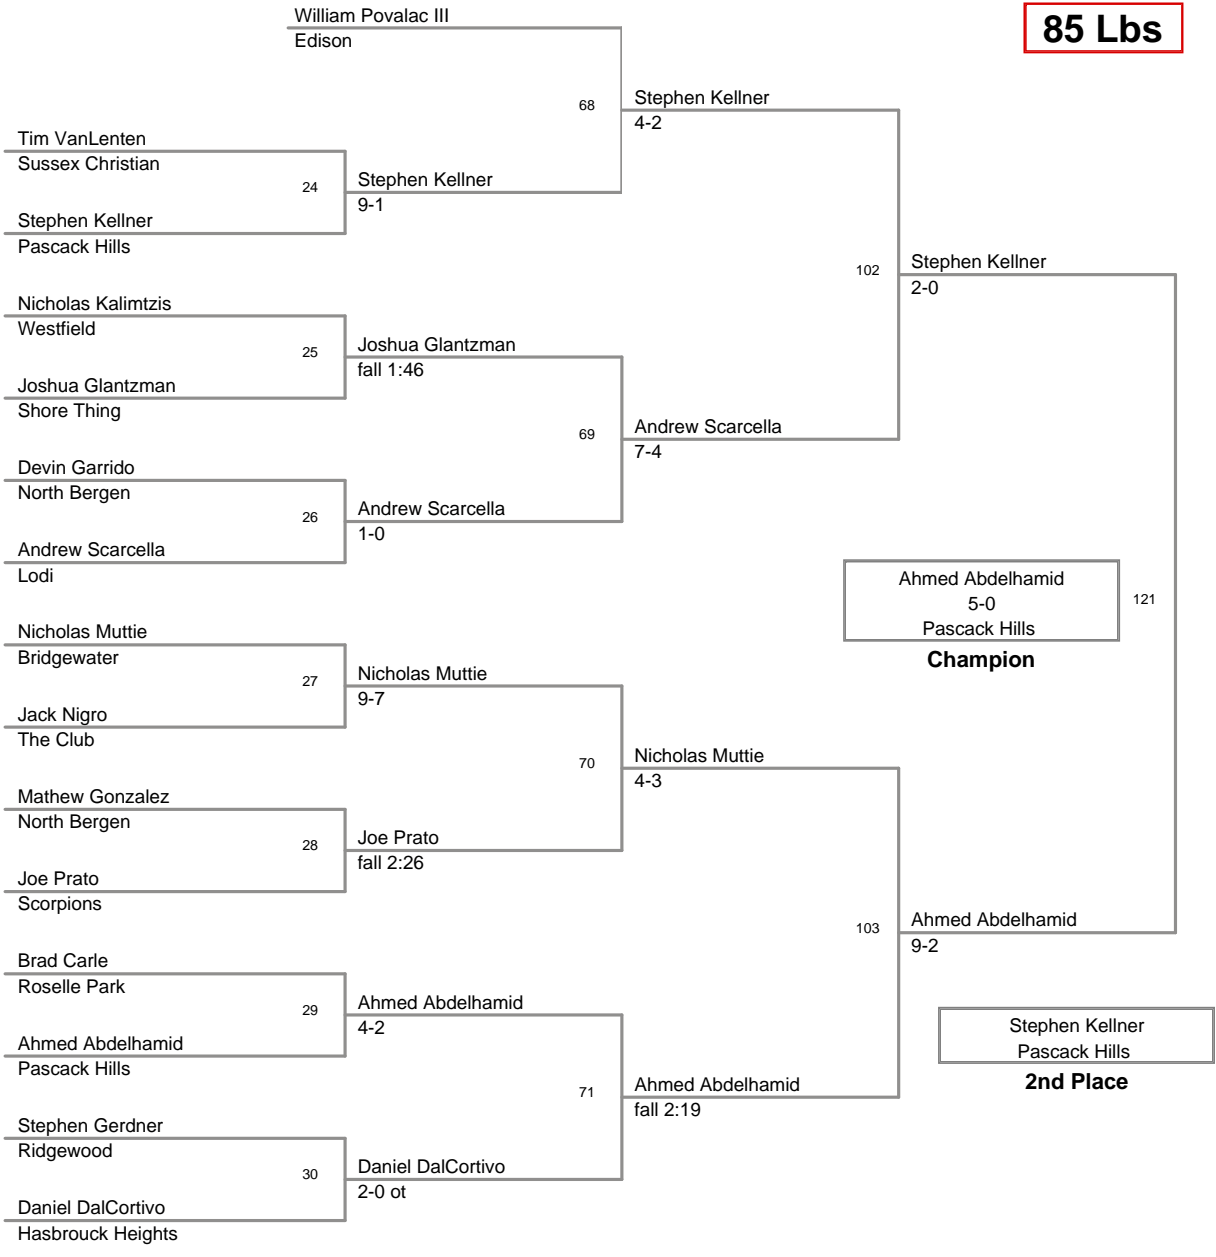 William Povalac III
Edison
85 Lbs
68
Stephen Kellner
4-2
Tim VanLenten
Sussex Christian
24
Stephen Kellner
9-1
Stephen Kellner
Pascack Hills
102
Stephen Kellner
2-0
Nicholas Kalimtzis
Westfield
25
Joshua Glantzman
fall 1:46
Joshua Glantzman
Shore Thing
69
Andrew Scarcella
7-4
Devin Garrido
North Bergen
26
Andrew Scarcella
1-0
Andrew Scarcella
Lodi
Ahmed Abdelhamid
5-0
Pascack Hills
Champion
121
Nicholas Muttie
Bridgewater
27
Nicholas Muttie
9-7
Jack Nigro
The Club
70
Nicholas Muttie
4-3
Mathew Gonzalez
North Bergen
28
Joe Prato
fall 2:26
Joe Prato
Scorpions
103
Ahmed Abdelhamid
9-2
Brad Carle
Roselle Park
29
Ahmed Abdelhamid
4-2
Ahmed Abdelhamid
Pascack Hills
Stephen Kellner
Pascack Hills
2nd Place
71
Ahmed Abdelhamid
fall 2:19
Stephen Gerdner
Ridgewood
30
Daniel DalCortivo
2-0 ot
Daniel DalCortivo
Hasbrouck Heights